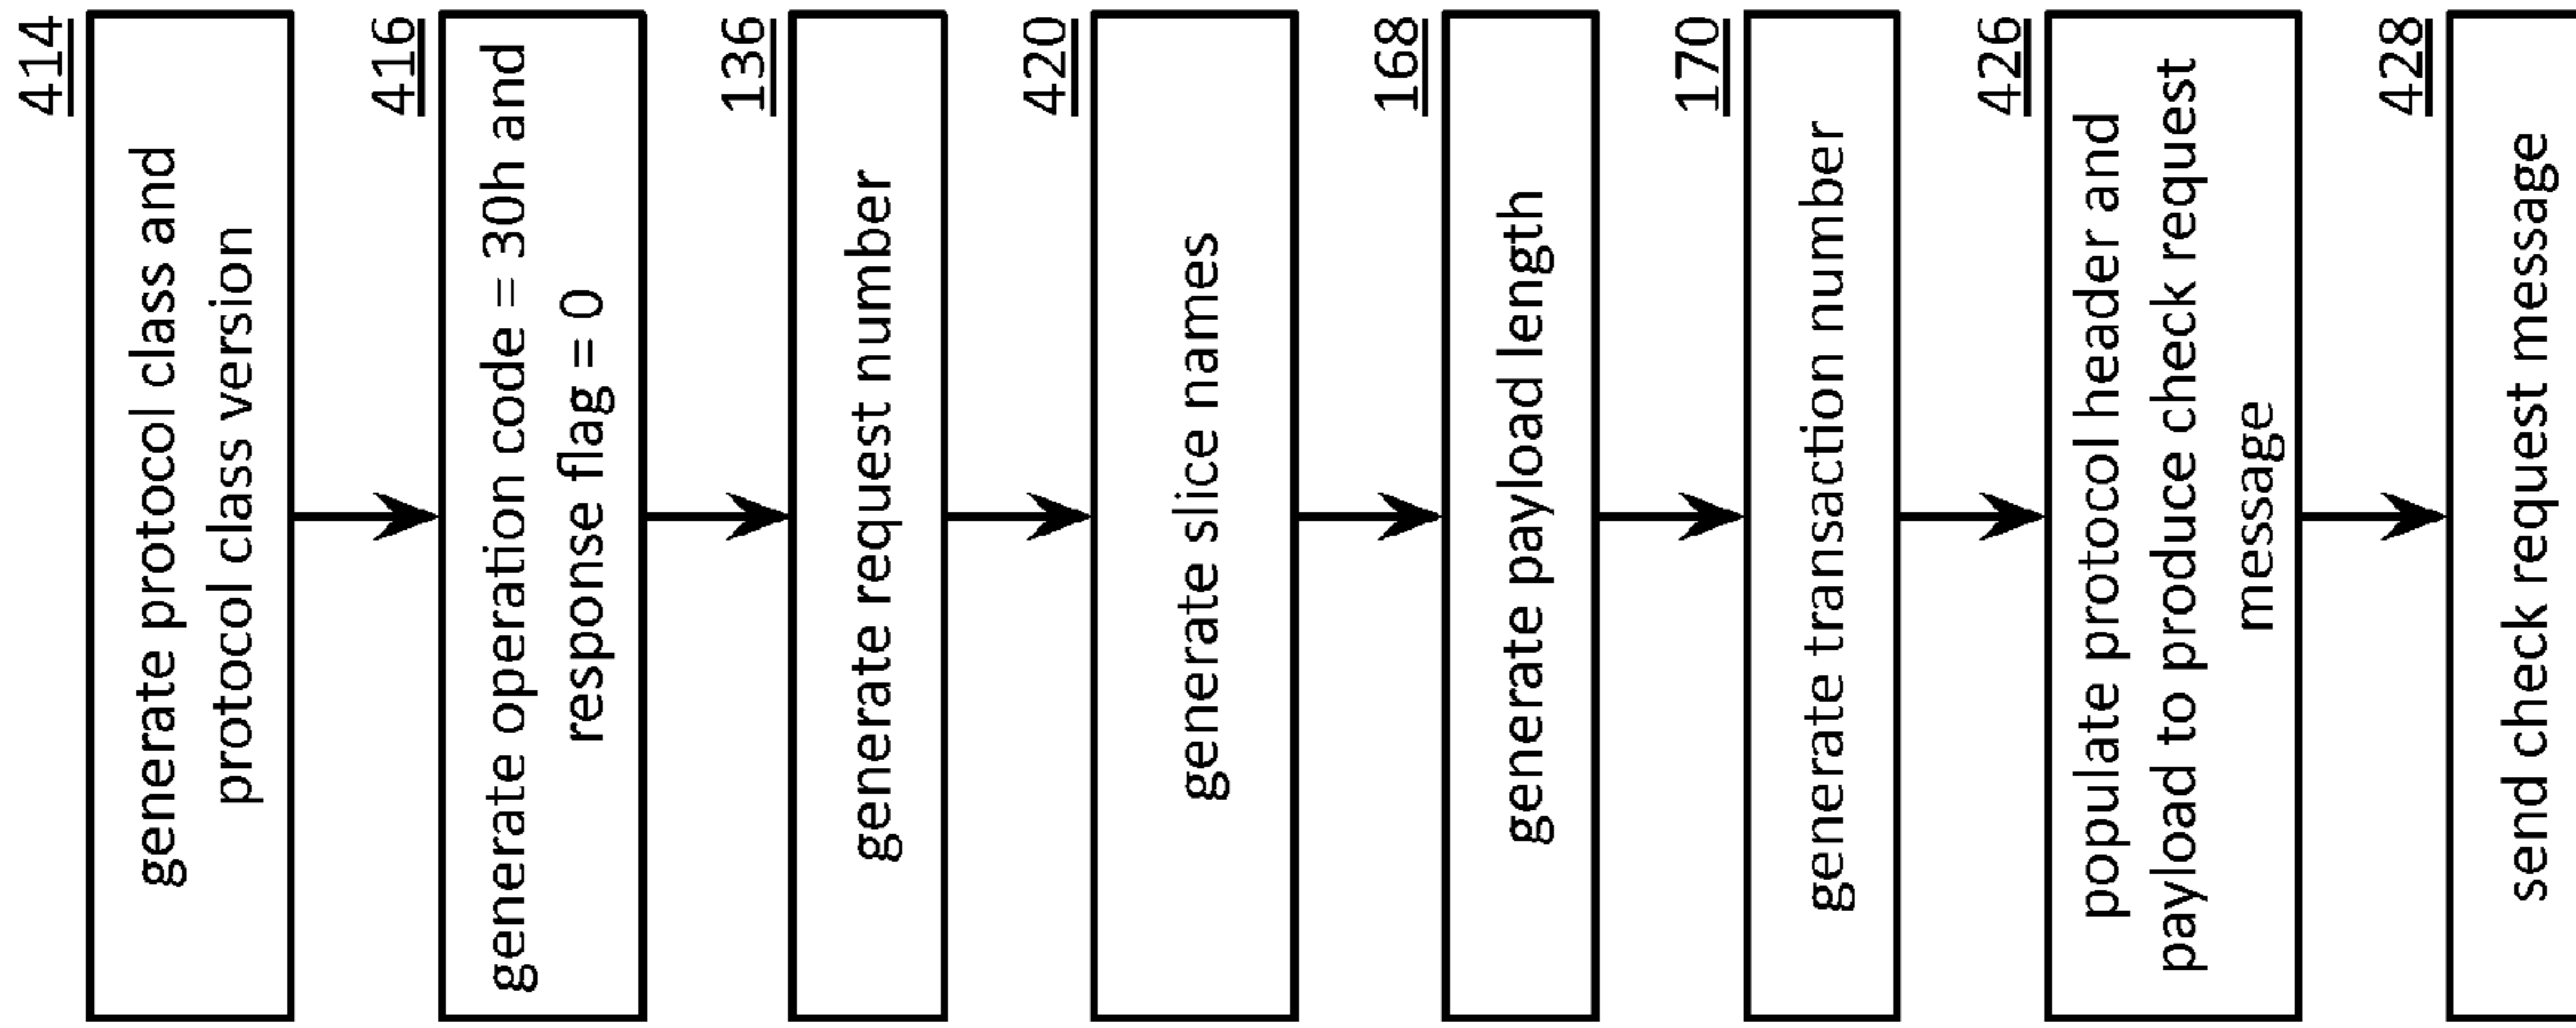 414
generate protocol class and
protocol class version
416
generate operation code = 30h and
response flag = 0
136
generate request number
420
generate slice names
168
generate payload length
170
generate transaction number
426
populate protocol header and
payload to produce check request
message
428
send check request message